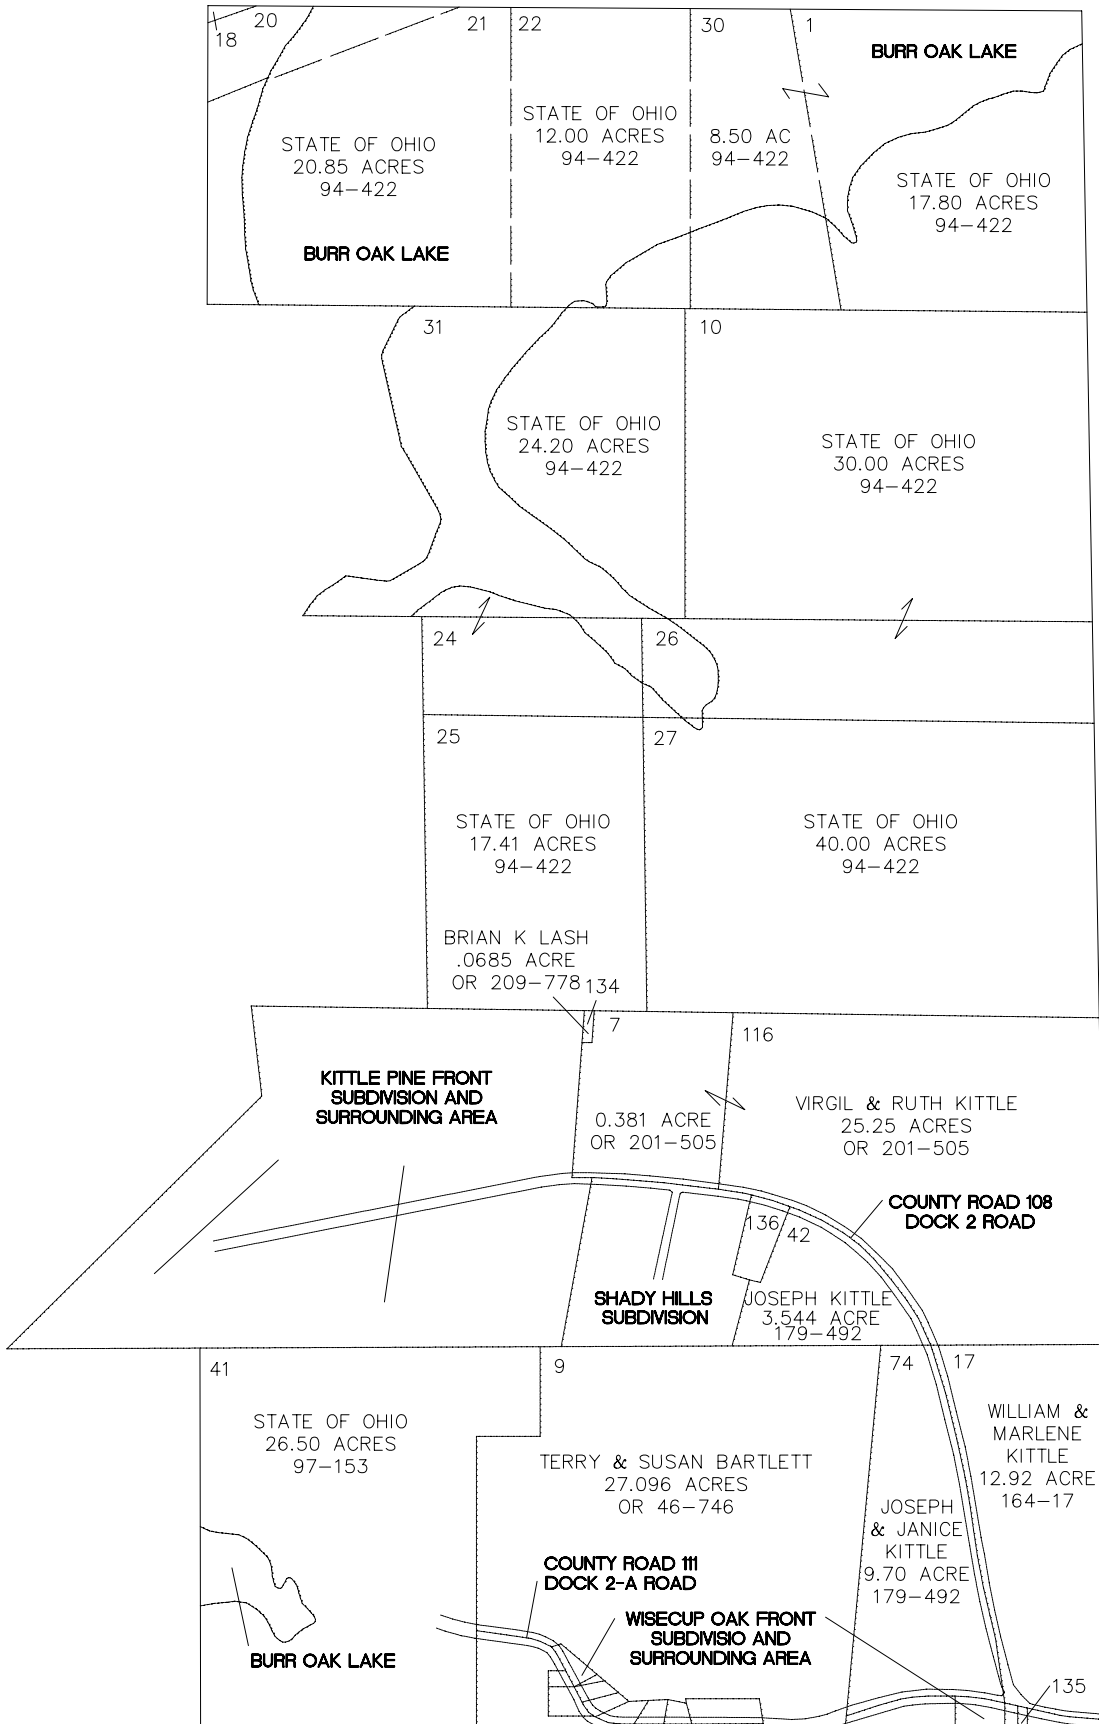 18
20
21
22
30
1
BURR OAK LAKE
STATE OF OHIO
20.85 ACRES
94-422
STATE OF OHIO
12.00 ACRES
94-422
8.50 AC
94-422
STATE OF OHIO
17.80 ACRES
94-422
BURR OAK LAKE
31
10
STATE OF OHIO
24.20 ACRES
94-422
STATE OF OHIO
30.00 ACRES
94-422
24
26
25
27
STATE OF OHIO
17.41 ACRES
94-422
STATE OF OHIO
40.00 ACRES
94-422
BRIAN K LASH
.0685 ACRE
OR 209-778
134
7
116
KITTLE PINE FRONT
SUBDIVISION AND
SURROUNDING AREA
0.381 ACRE
OR 201-505
VIRGIL & RUTH KITTLE
25.25 ACRES
OR 201-505
COUNTY ROAD 108
DOCK 2 ROAD
136
42
SHADY HILLS
SUBDIVISION
JOSEPH KITTLE
3.544 ACRE
179-492
41
9
74
17
STATE OF OHIO
26.50 ACRES
97-153
TERRY & SUSAN BARTLETT
27.096 ACRES
OR 46-746
WILLIAM &
MARLENE
KITTLE
12.92 ACRE
164-17
JOSEPH
& JANICE
KITTLE
9.70 ACRE
179-492
COUNTY ROAD 111
DOCK 2-A ROAD
WISECUP OAK FRONT
SUBDIVISIO AND
SURROUNDING AREA
BURR OAK LAKE
135